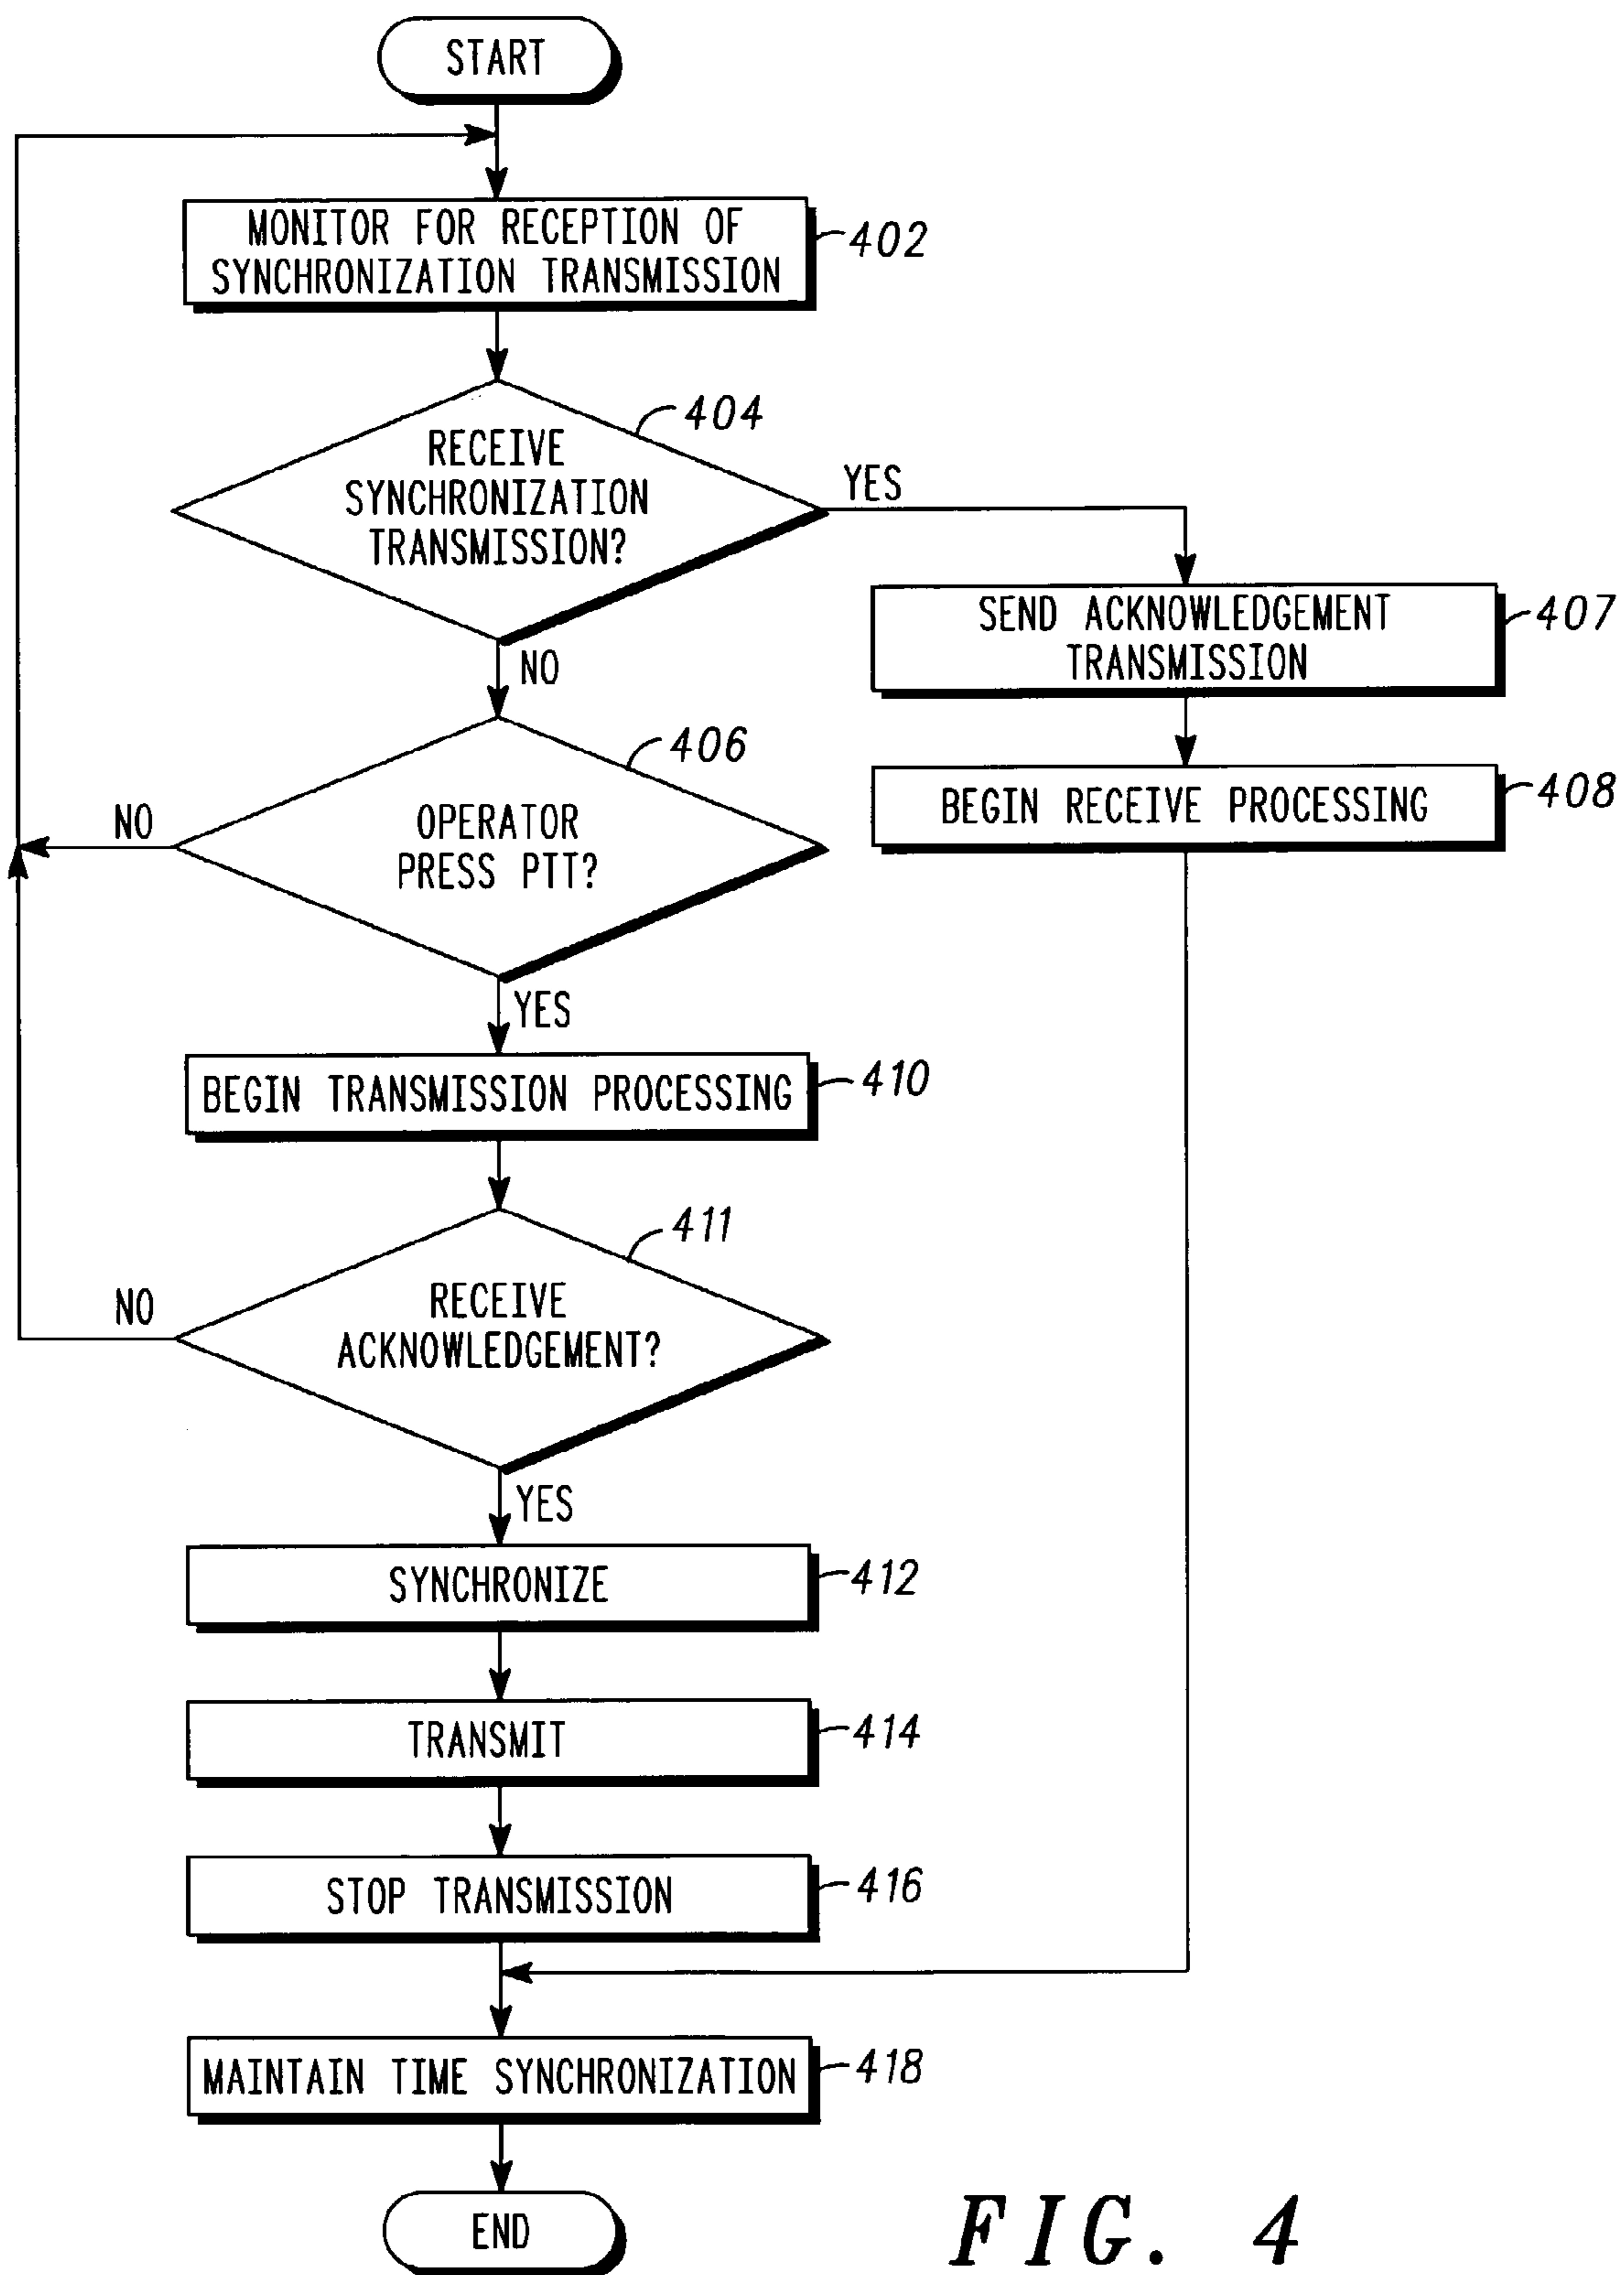 START
MONITOR FOR RECEPTION OF
SYNCHRONIZATION TRANSMISSION
402
404
RECEIVE
SYNCHRONIZATION
TRANSMISSION?
YES
NO
SEND ACKNOWLEDGEMENT
TRANSMISSION
407
406
OPERATOR
PRESS PTT?
NO
YES
BEGIN RECEIVE PROCESSING
408
BEGIN TRANSMISSION PROCESSING
410
411
RECEIVE
ACKNOWLEDGEMENT?
NO
YES
SYNCHRONIZE
412
TRANSMIT
414
STOP TRANSMISSION
416
MAINTAIN TIME SYNCHRONIZATION
418
END
FIG. 4